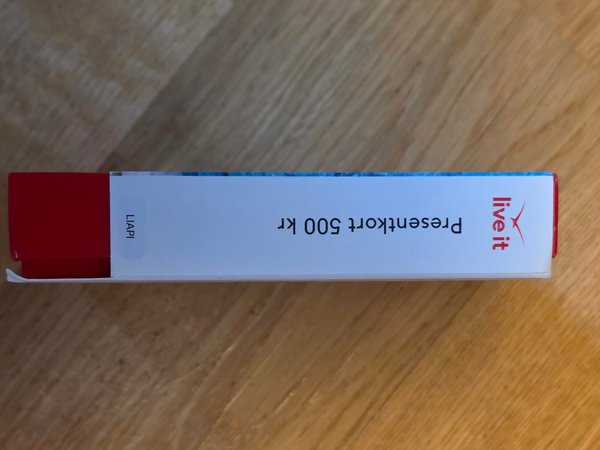 live it
Presentkort 500 kr
LIAPI